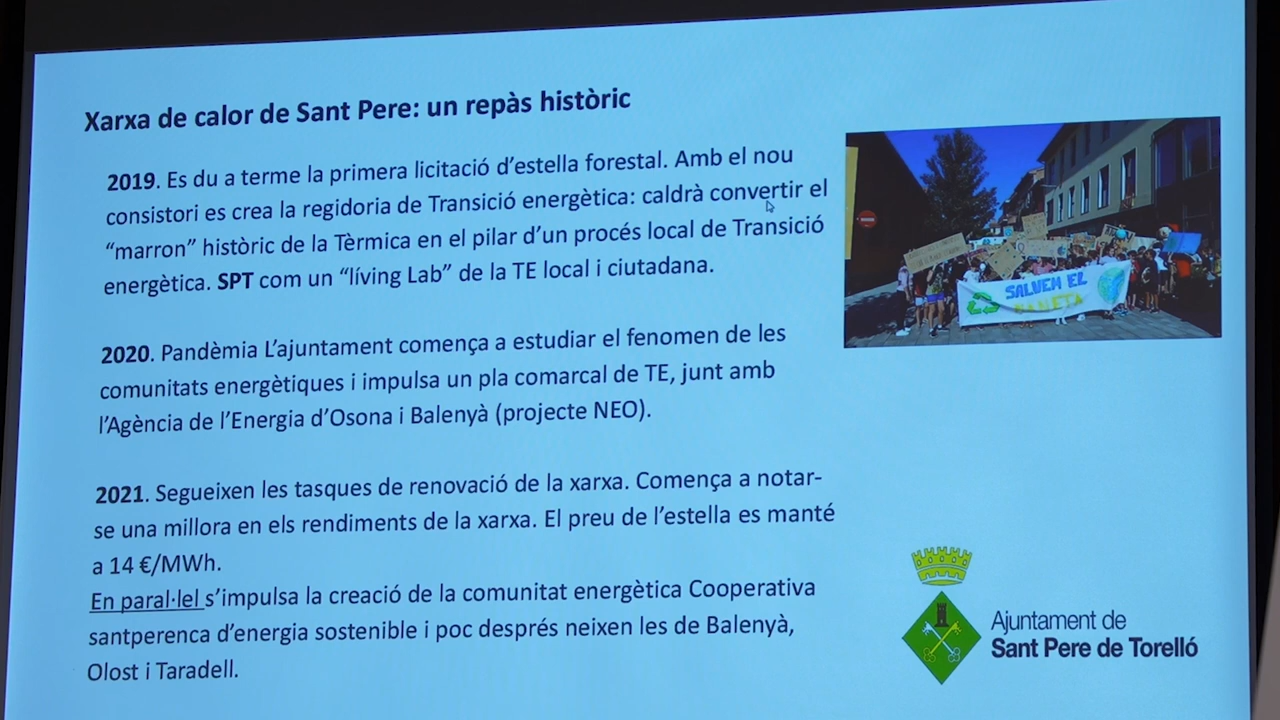 Xarxa de calor de Sant Pere: un repàs històric
2019. Es du a terme la primera licitació d’estella forestal. Amb el nou
consistori es crea la regidoria de Transició energètica: caldrà convertir el
“marron” històric de la Tèrmica en el pilar d’un procés local de Transició
energètica. SPT com un “líving Lab” de la TE local i ciutadana.
2020. Pandèmia L’ajuntament comença a estudiar el fenomen de les
comunitats energètiques i impulsa un pla comarcal de TE, junt amb
l’Agència de l’Energia d’Osona i Balenyà (projecte NEO).
2021. Segueixen les tasques de renovació de la xarxa. Comença a notar-
se una millora en els rendiments de la xarxa. El preu de l’estella es manté
a 14 €/MWh.
En paral·lel s’impulsa la creació de la comunitat energètica Cooperativa
santperenca d’energia sostenible i poc després neixen les de Balenyà,
Olost i Taradell.
SALVEM EL
PLANETA
Ajuntament de
Sant Pere de Torelló